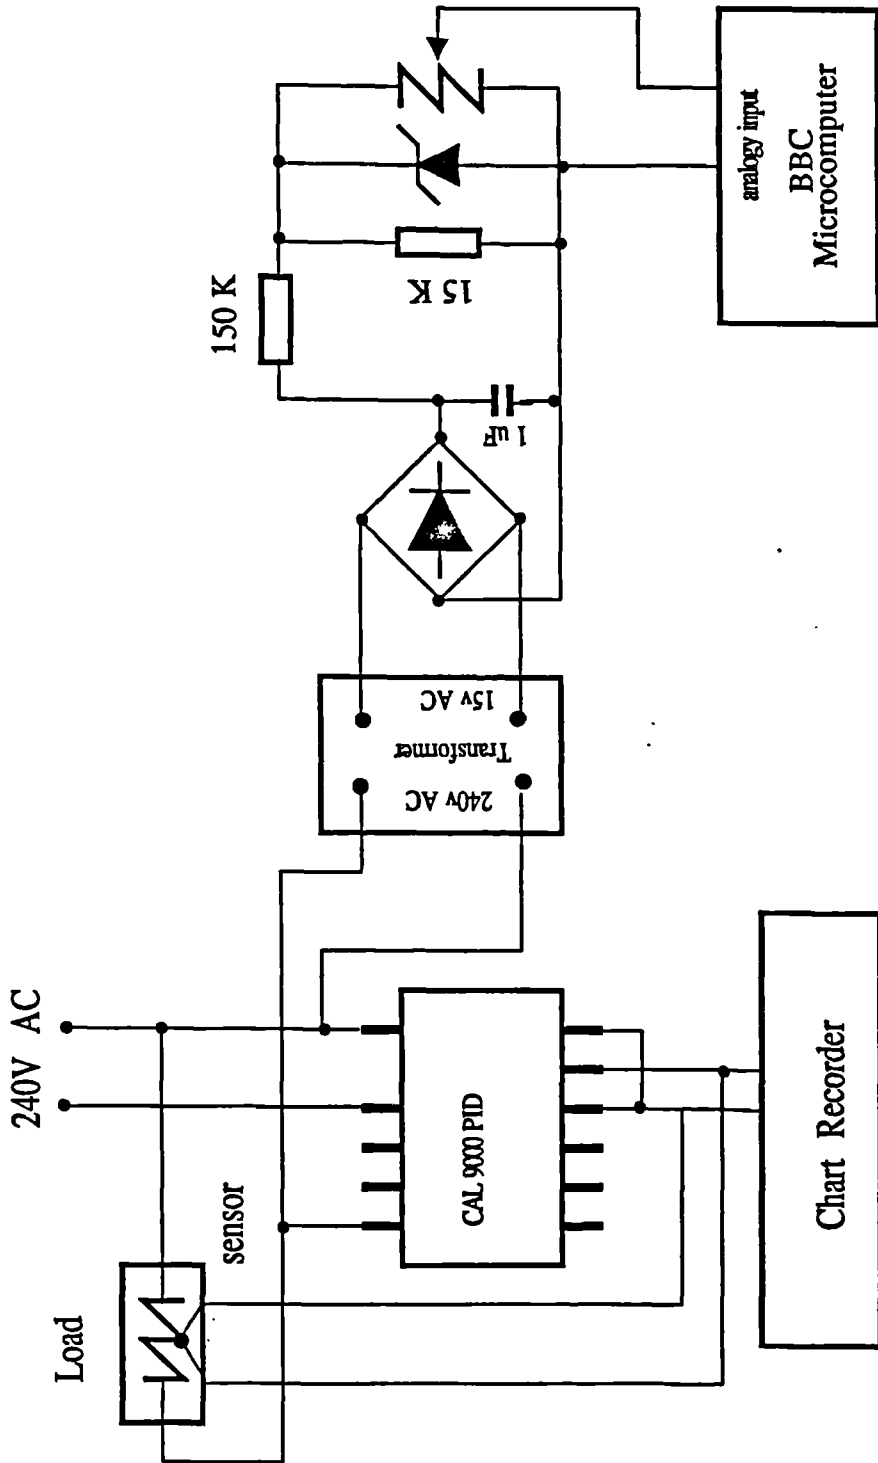 Load
sensor
240V AC
CAL 9000 PID
Chart Recorder
240v AC
Transformer
15v AC
1 uF
150 K
15 K
analogy input
BBC
Microcomputer